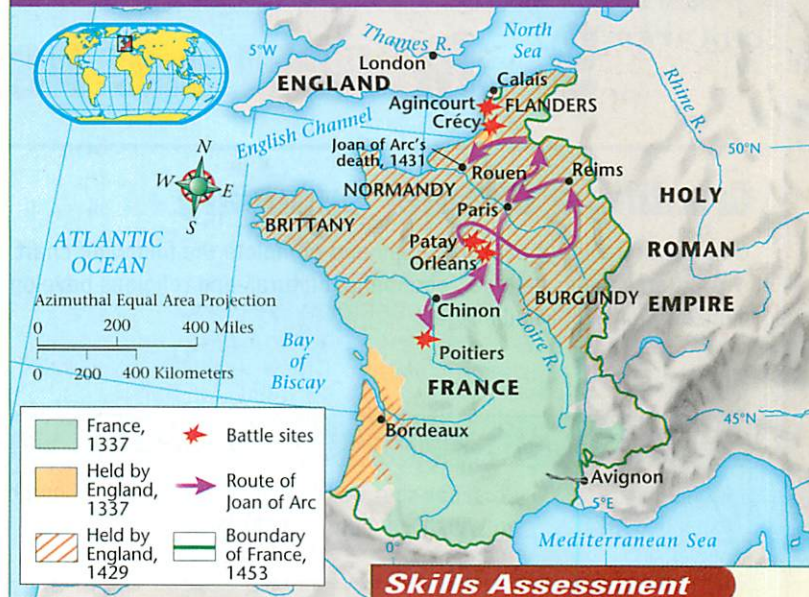 North
Sea
Thames R.
5°W
London
ENGLAND
Calais
Agincourt
FLANDERS
Crécy
Rhine R.
English Channel
Joan of Arc's
death, 1431
50°N
N
W
E
S
Rouen
Reims
NORMANDY
HOLY
Paris
BRITTANY
Patay
ROMAN
ATLANTIC
OCEAN
Orléans
BURGUNDY
EMPIRE
Azimuthal Equal Area Projection
Chinon
0 200 400 Miles
Loire R.
Bay
of
Biscay
Poitiers
0 200 400 Kilometers
FRANCE
45°N
France,
1337
Battle sites
Bordeaux
Held by
England,
1337
Route of
Joan of Arc
Avignon
5°E
Held by
England,
1429
Boundary
of France,
1453
0°
Mediterranean Sea
Skills Assessment